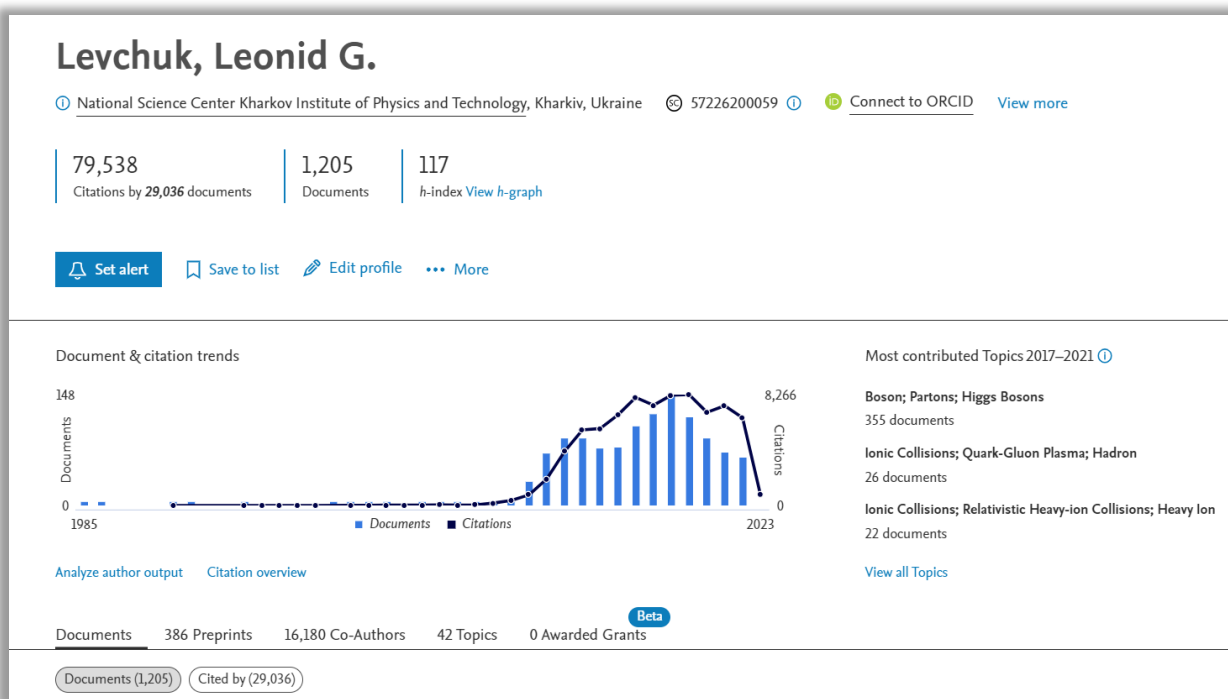 Levchuk, Leonid G.
National Science Center Kharkov Institute of Physics and Technology, Kharkiv, Ukraine SC 57226200059 iD Connect to ORCID View more
79,538 1,205 117
Citations by 29,036 documents Documents h-index View h-graph
Set alert Save to list Edit profile ••• More
Document & citation trends
148 8,266
Documents
Citations
0 0
1985 2023
Documents Citations
Analyze author output Citation overview
Most contributed Topics 2017–2021
Boson; Partons; Higgs Bosons
355 documents
Ionic Collisions; Quark-Gluon Plasma; Hadron
26 documents
Ionic Collisions; Relativistic Heavy-ion Collisions; Heavy Ion
22 documents
View all Topics
Beta
Documents 386 Preprints 16,180 Co-Authors 42 Topics 0 Awarded Grants
Documents (1,205) Cited by (29,036)